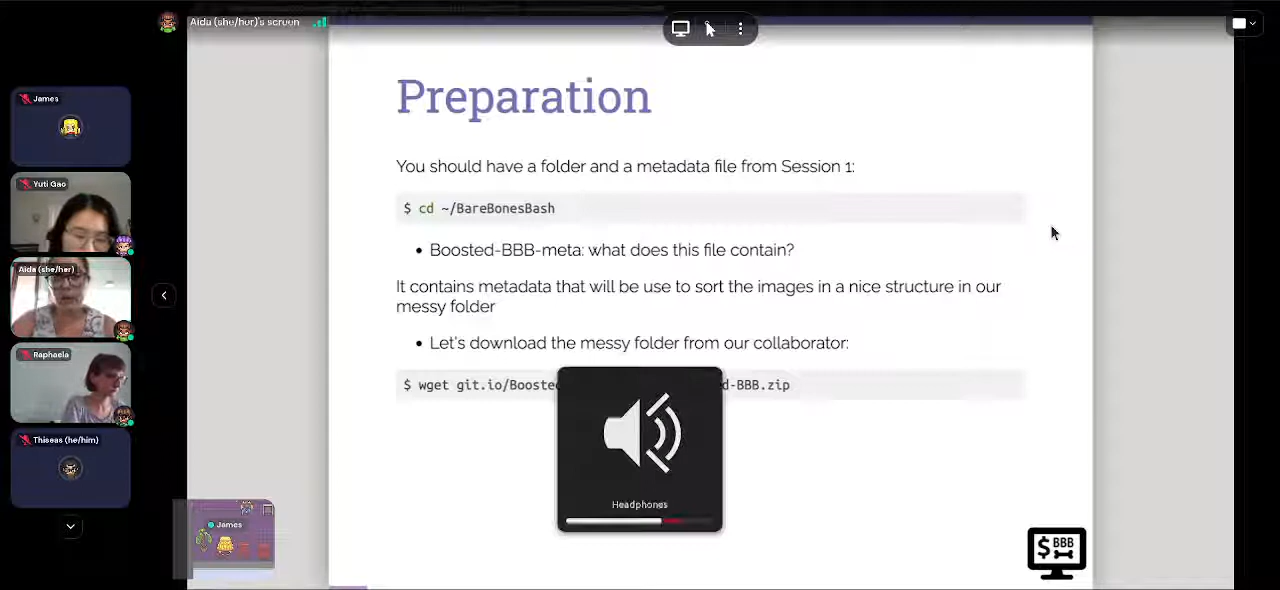 Aida (she/her)'s screen
James
Yuti Gao
Aida (she/her)
Raphaela
Thiseas (he/him)
James
Preparation
You should have a folder and a metadata file from Session 1:
$ cd ~/BareBonesBash
• Boosted-BBB-meta: what does this file contain?
It contains metadata that will be use to sort the images in a nice structure in our
messy folder
• Let's download the messy folder from our collaborator:
$ wget git.io/Boosted d-BBB.zip
Headphones
$ BBB